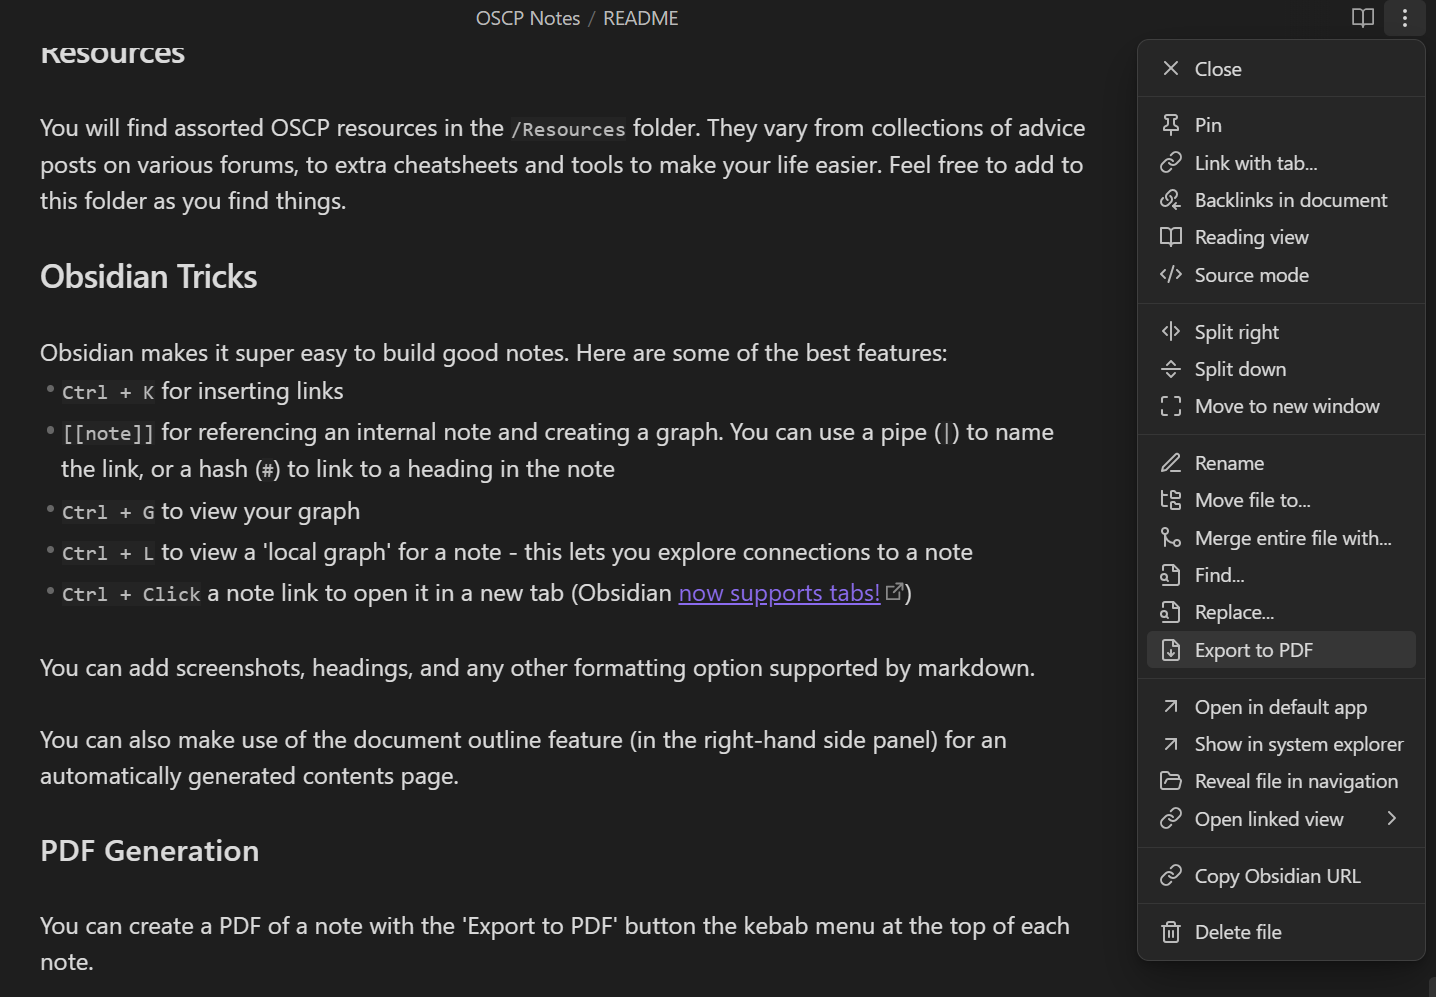 OSCP Notes / README
Resources
You will find assorted OSCP resources in the /Resources folder. They vary from collections of advice
posts on various forums, to extra cheatsheets and tools to make your life easier. Feel free to add to
this folder as you find things.
Obsidian Tricks
Obsidian makes it super easy to build good notes. Here are some of the best features:
• Ctrl + K for inserting links
• [[note]] for referencing an internal note and creating a graph. You can use a pipe (|) to name
the link, or a hash (#) to link to a heading in the note
• Ctrl + G to view your graph
• Ctrl + L to view a 'local graph' for a note - this lets you explore connections to a note
• Ctrl + Click a note link to open it in a new tab (Obsidian now supports tabs!)
You can add screenshots, headings, and any other formatting option supported by markdown.
You can also make use of the document outline feature (in the right-hand side panel) for an
automatically generated contents page.
PDF Generation
You can create a PDF of a note with the 'Export to PDF' button the kebab menu at the top of each
note.
Close
Pin
Link with tab...
Backlinks in document
Reading view
Source mode
Split right
Split down
Move to new window
Rename
Move file to...
Merge entire file with...
Find...
Replace...
Export to PDF
Open in default app
Show in system explorer
Reveal file in navigation
Open linked view
Copy Obsidian URL
Delete file